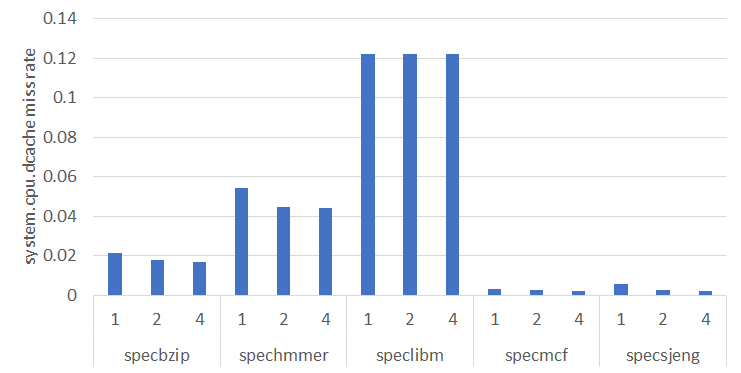 system.cpu.dcache miss rate
0.14
0.12
0.1
0.08
0.06
0.04
0.02
0
1 2 4 1 2 4 1 2 4 1 2 4 1 2 4
specbzip spechmmer speclibm specmcf specsjeng